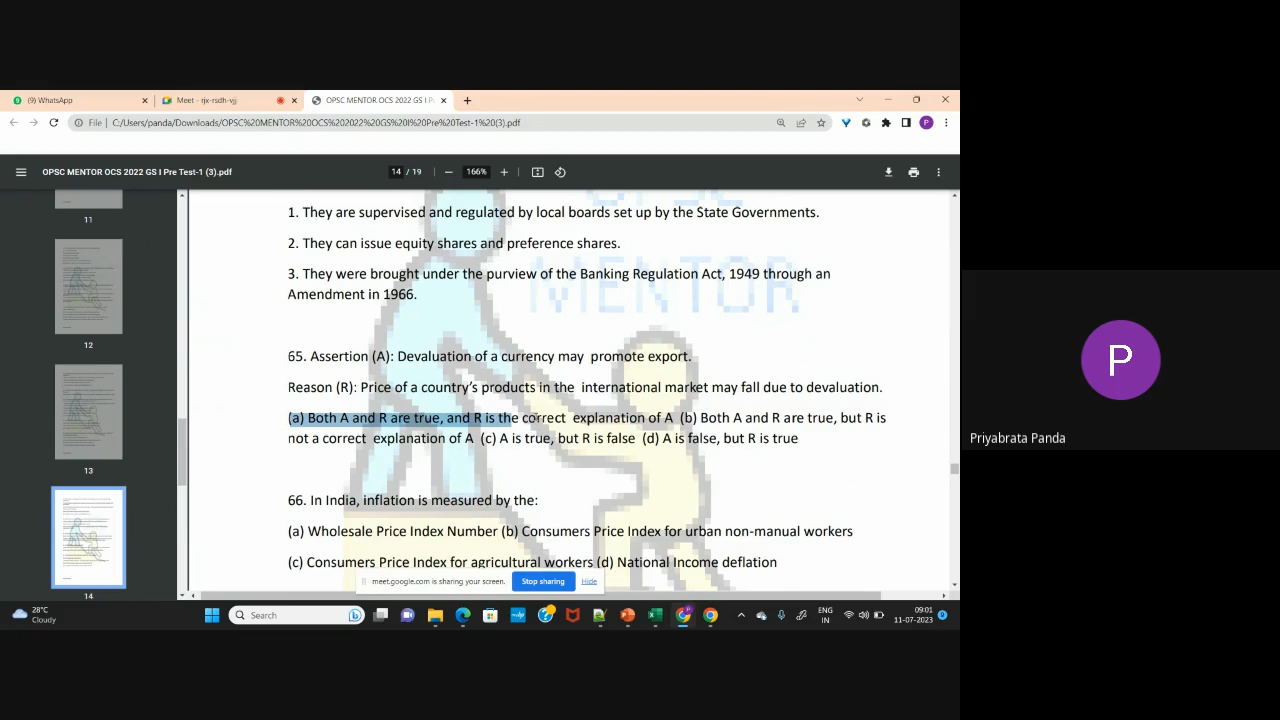 (9) WhatsApp
Meet - rjx-rsdh-vjj
OPSC MENTOR OCS 2022 GS I P
File C:/Users/panda/Downloads/OPSC%20MENTOR%20OCS%202022%20GS%20I%20Pre%20Test-1%20(3).pdf
OPSC MENTOR OCS 2022 GS I Pre Test-1 (3).pdf
14 / 19
166%
11
12
13
14
OPSC
MENTOR
1. They are supervised and regulated by local boards set up by the State Governments.
2. They can issue equity shares and preference shares.
3. They were brought under the purview of the Banking Regulation Act, 1949 through an
Amendment in 1966.
65. Assertion (A): Devaluation of a currency may promote export.
Reason (R): Price of a country's products in the international market may fall due to devaluation.
(a) Both A and R are true, and R is the correct explanation of A (b) Both A and R are true, but R is
not a correct explanation of A (c) A is true, but R is false (d) A is false, but R is true
66. In India, inflation is measured by the:
(a) Wholesale Price Index Number (b) Consumers Price Index for urban non-manual workers
(c) Consumers Price Index for agricultural workers (d) National Income deflation
meet.google.com is sharing your screen.
Stop sharing
Hide
28°C
Cloudy
Search
ENG
IN
09:01
11-07-2023
P
Priyabrata Panda